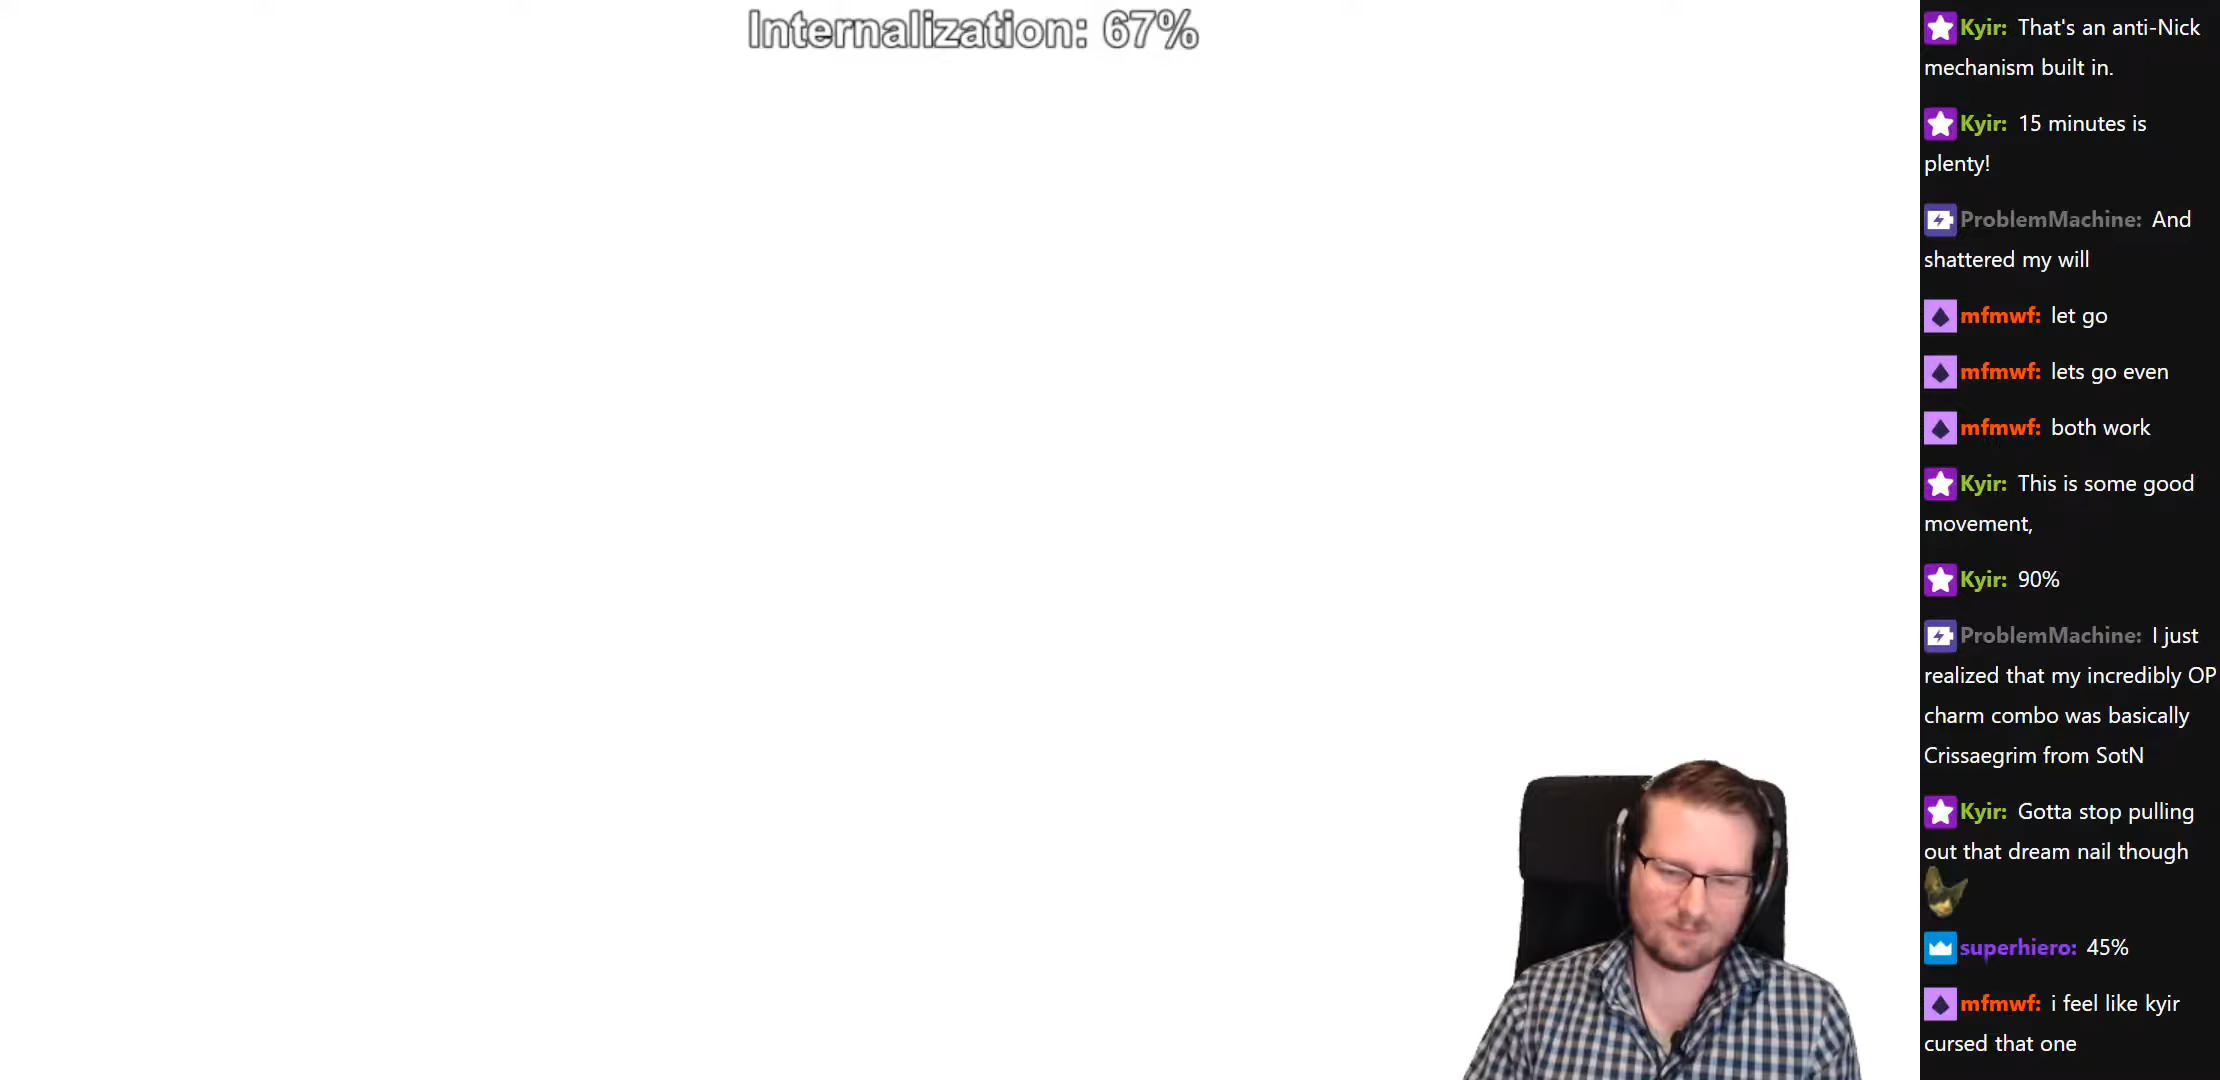 Internalization: 67%
Kyir: That's an anti-Nick
mechanism built in.
Kyir: 15 minutes is
plenty!
ProblemMachine: And
shattered my will
mfmwf: let go
mfmwf: lets go even
mfmwf: both work
Kyir: This is some good
movement,
Kyir: 90%
ProblemMachine: I just
realized that my incredibly OP
charm combo was basically
Crissaegrim from SotN
Kyir: Gotta stop pulling
out that dream nail though
superhiero: 45%
mfmwf: i feel like kyir
cursed that one